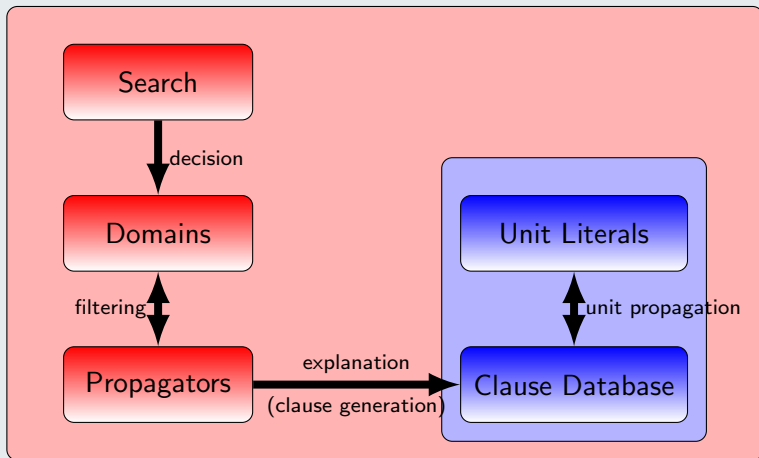 Search
decision
Domains
Unit Literals
filtering
unit propagation
Propagators
explanation
(clause generation)
Clause Database